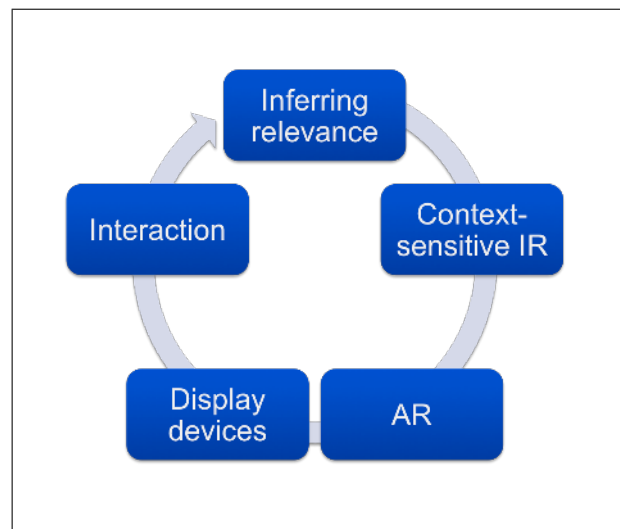 Inferring
relevance
Context-
sensitive IR
AR
Display
devices
Interaction